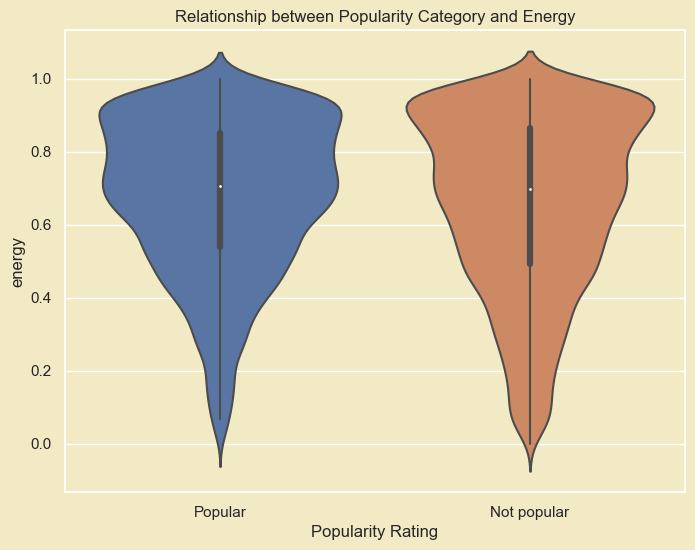 Relationship between Popularity Category and Energy
1.0
0.8
0.6
0.4
0.2
0.0
energy
Popular
Not popular
Popularity Rating